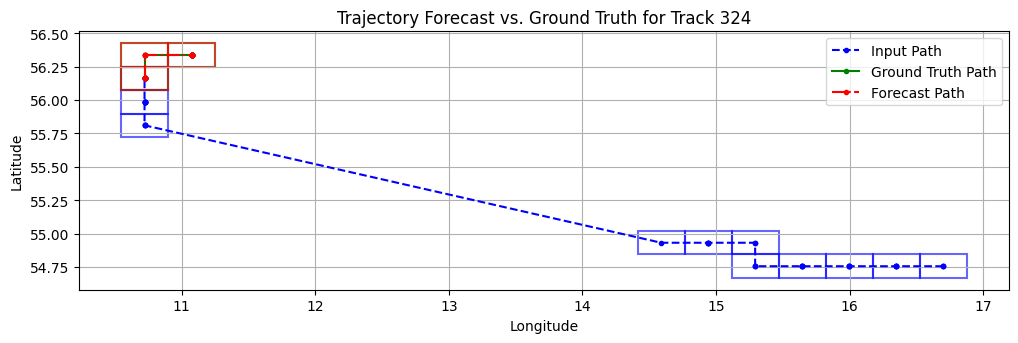 Trajectory Forecast vs. Ground Truth for Track 324
56.50
56.25
56.00
55.75
55.50
55.25
55.00
54.75
Latitude
Input Path
Ground Truth Path
Forecast Path
11
12
13
14
15
16
17
Longitude